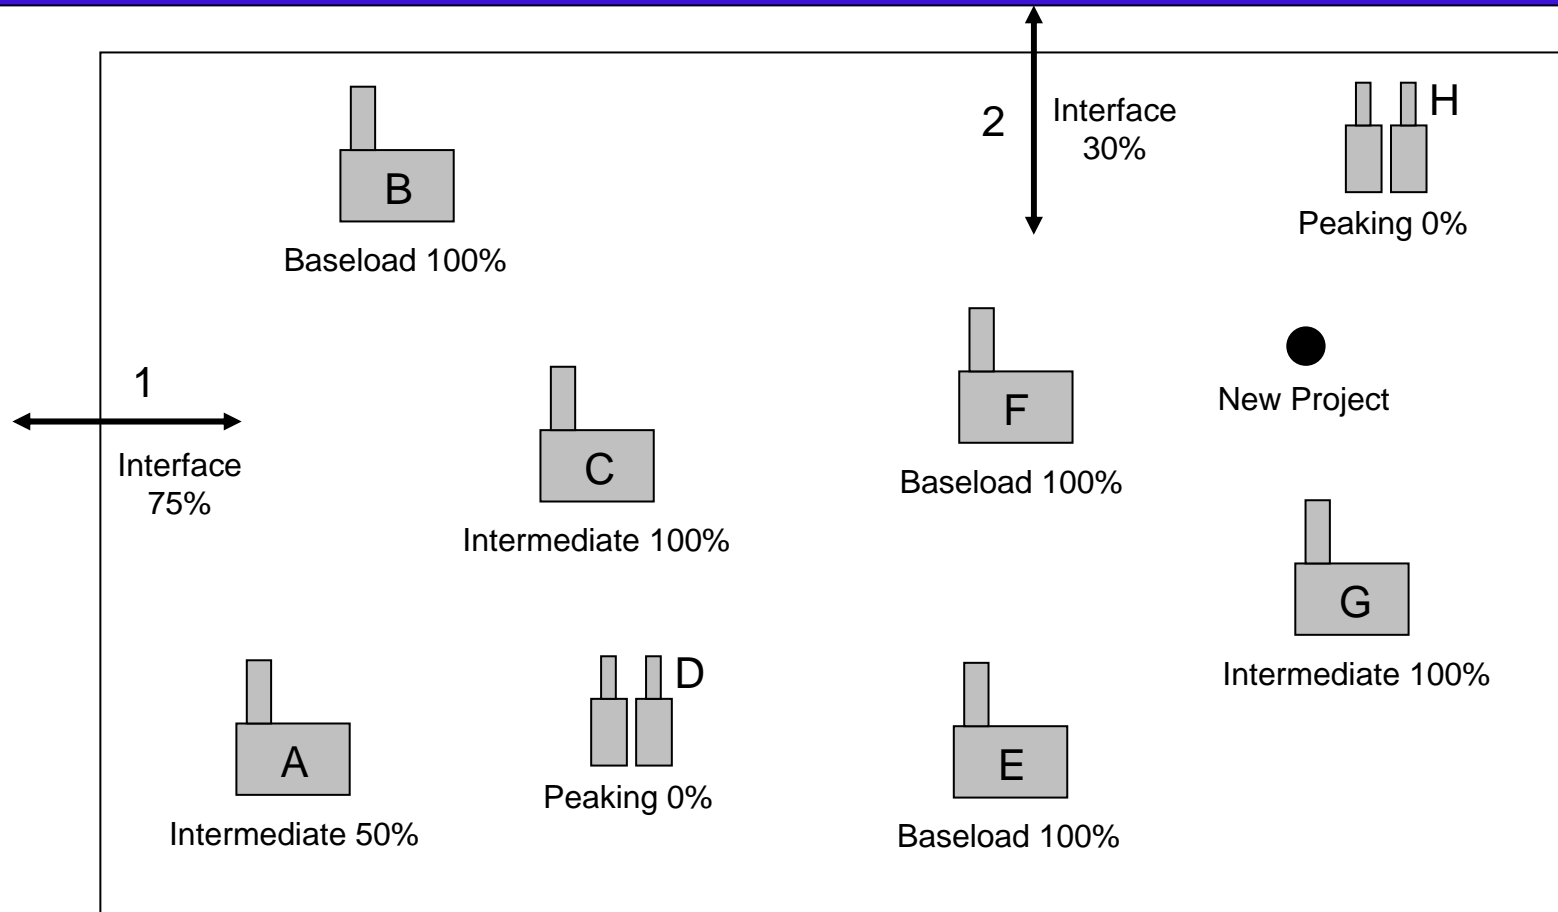 H
2
Interface
30%
B
Peaking 0%
Baseload 100%
1
New Project
F
Interface
75%
C
Baseload 100%
Intermediate 100%
G
D
Intermediate 100%
A
E
Peaking 0%
Intermediate 50%
Baseload 100%